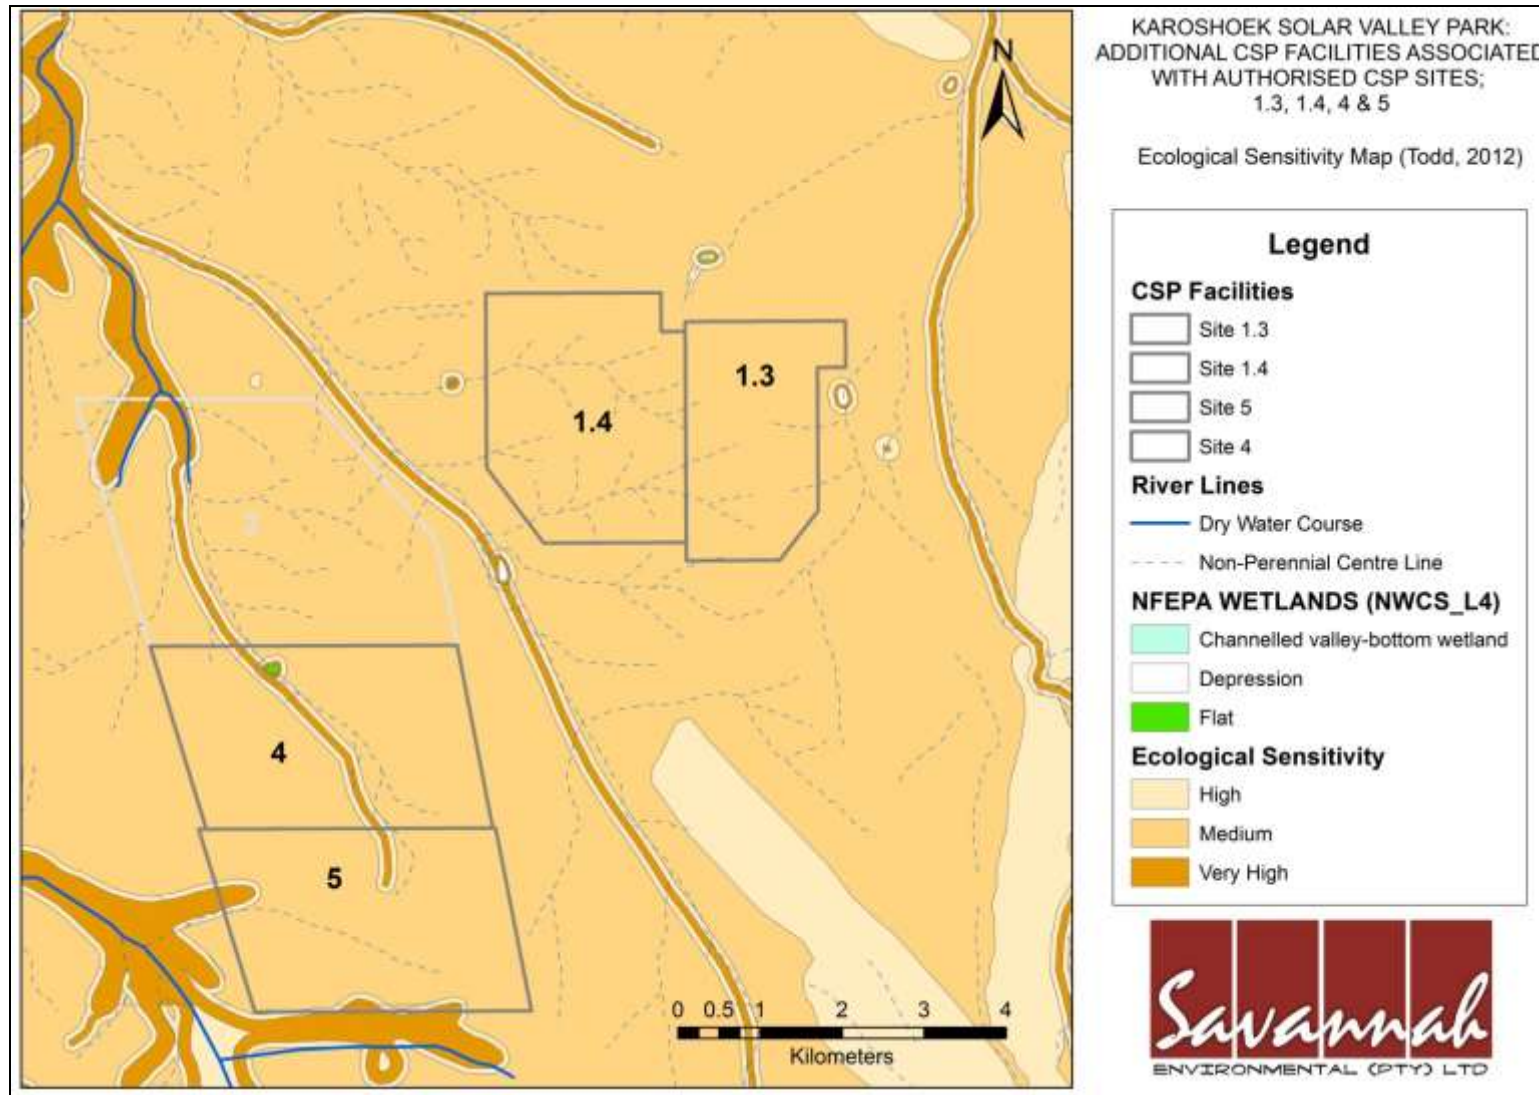 KAROSHOEK SOLAR VALLEY PARK:
ADDITIONAL CSP FACILITIES ASSOCIATED
WITH AUTHORISED CSP SITES;
1.3, 1.4, 4 & 5
Ecological Sensitivity Map (Todd, 2012)
N
1.3
1.4
4
5
0 0.5 1 2 3 4
Kilometers
Legend
CSP Facilities
Site 1.3
Site 1.4
Site 5
Site 4
River Lines
Dry Water Course
Non-Perennial Centre Line
NFEPA WETLANDS (NWCS_L4)
Channelled valley-bottom wetland
Depression
Flat
Ecological Sensitivity
High
Medium
Very High
Savannah
ENVIRONMENTAL (PTY) LTD